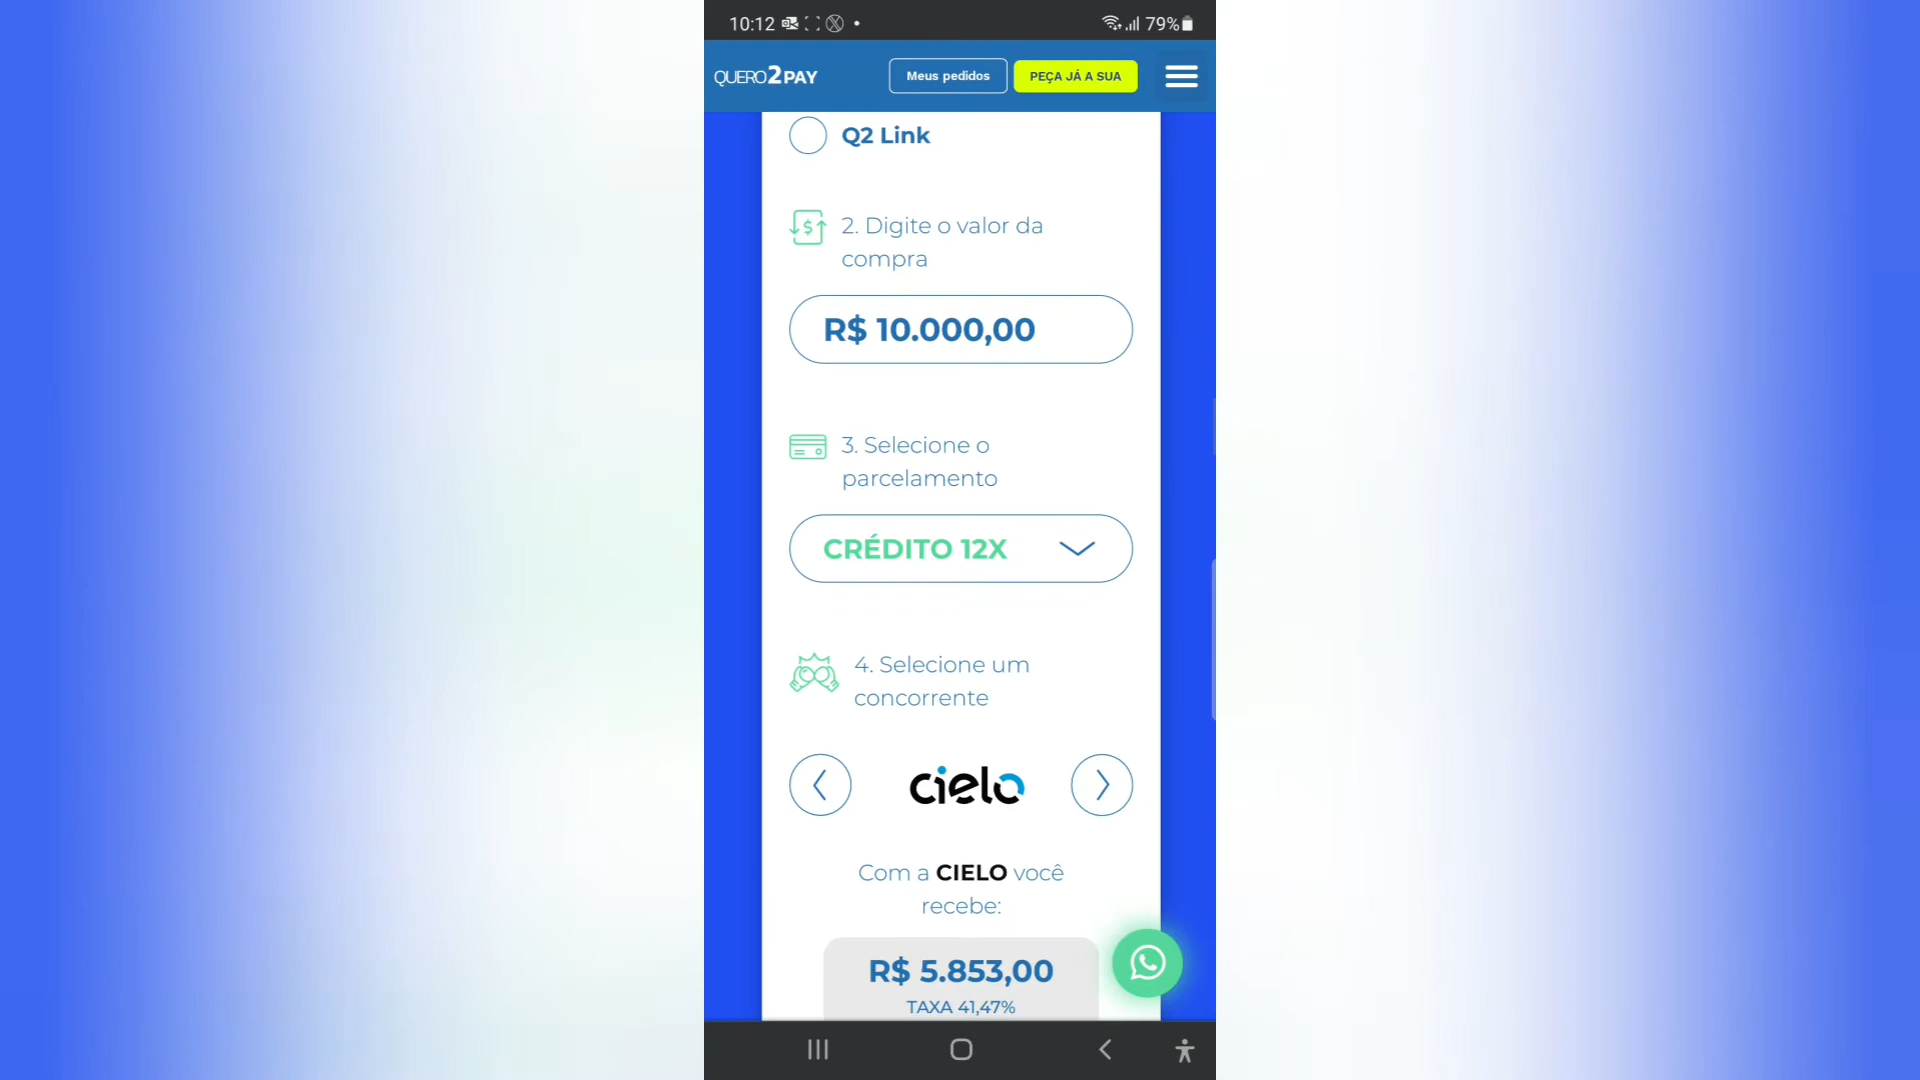 10:12
79%
QUERO2PAY
Meus pedidos
PEÇA JÁ A SUA
Q2 Link
2. Digite o valor da
compra
R$ 10.000,00
3. Selecione o
parcelamento
CRÉDITO 12X
4. Selecione um
concorrente
cielo
Com a CIELO você
recebe:
R$ 5.853,00
TAXA 41,47%